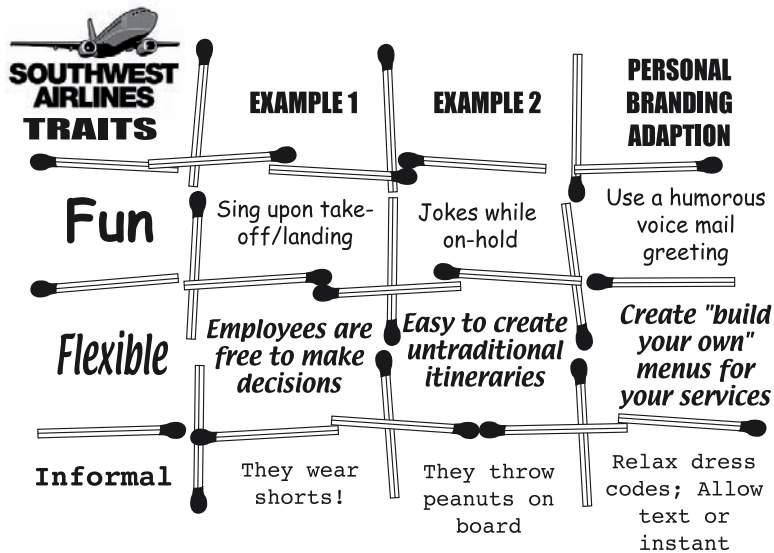 SOUTHWEST
AIRLINES
TRAITS
EXAMPLE 1
EXAMPLE 2
PERSONAL
BRANDING
ADAPTION
Fun
Sing upon take-
off/landing
Jokes while
on-hold
Use a humorous
voice mail
greeting
Flexible
Employees are
free to make
decisions
Easy to create
untraditional
itineraries
Create "build
your own"
menus for
your services
Informal
They wear
shorts!
They throw
peanuts on
board
Relax dress
codes; Allow
text or
instant